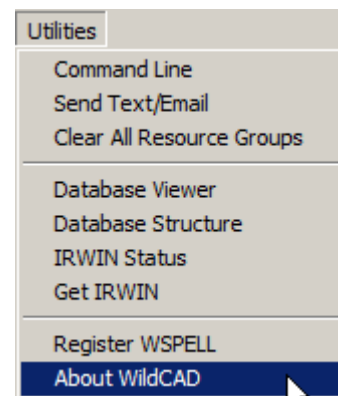 Utilities
Command Line
Send Text/Email
Clear All Resource Groups
Database Viewer
Database Structure
IRWIN Status
Get IRWIN
Register WSPELL
About WildCAD